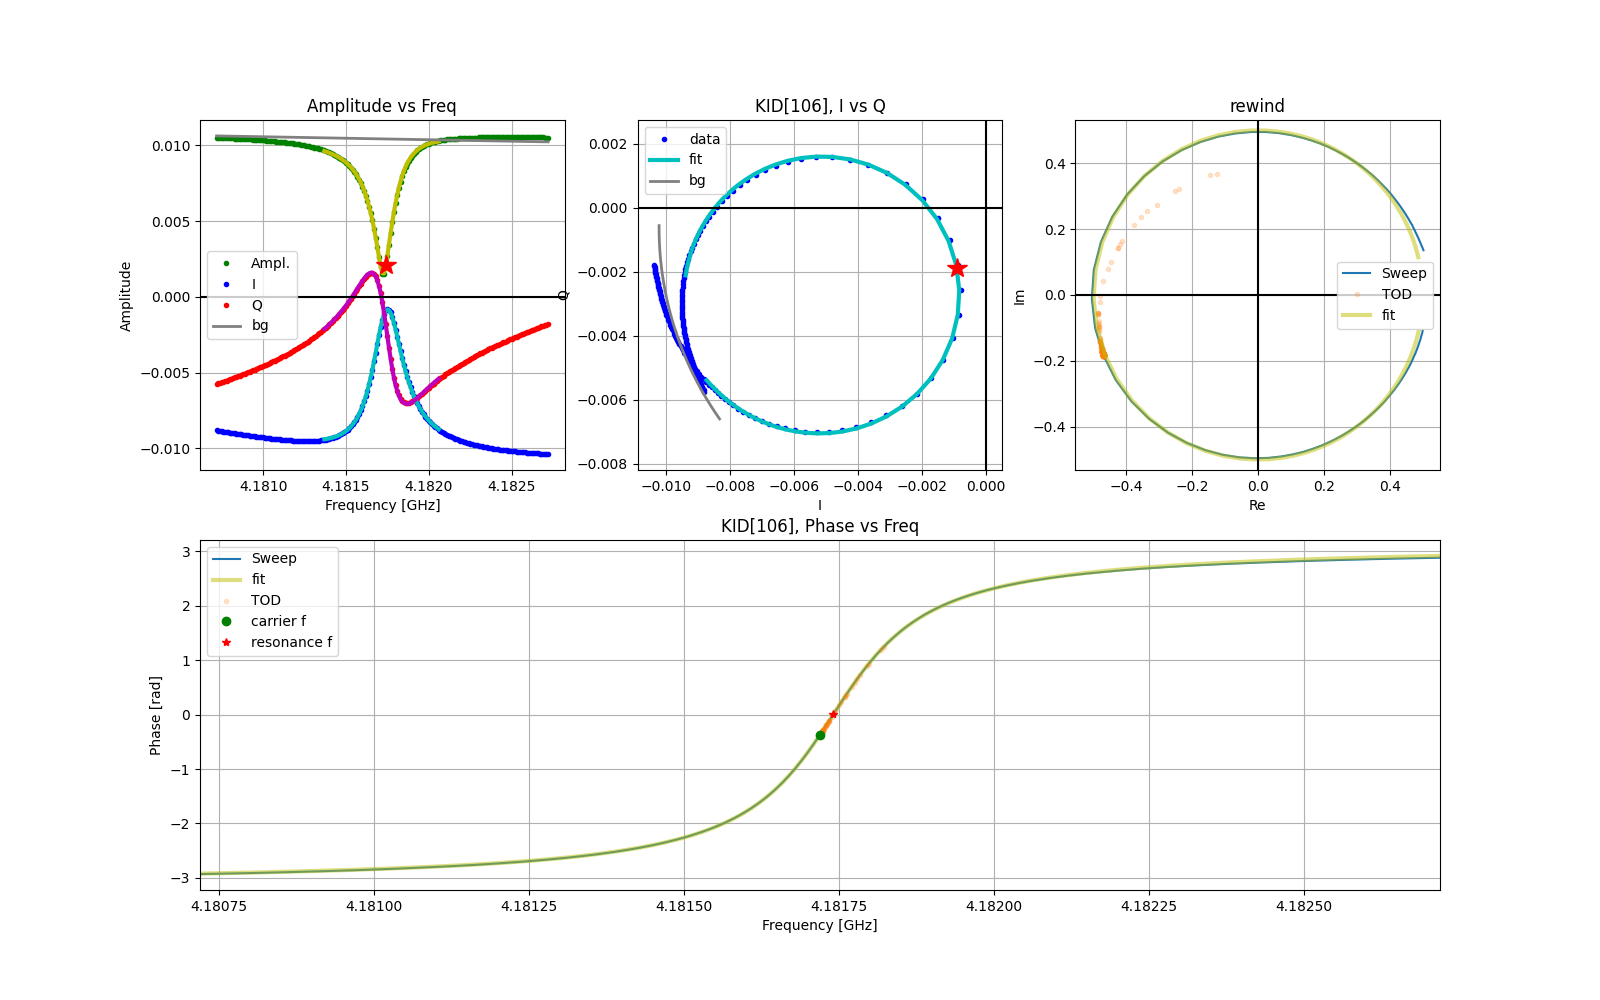 Amplitude vs Freq
Amplitude
0.010
0.005
0.000
−0.005
−0.010
Ampl.
I
Q
bg
4.1810
4.1815
4.1820
4.1825
Frequency [GHz]
KID[106], I vs Q
Q
0.002
0.000
−0.002
−0.004
−0.006
−0.008
data
fit
bg
−0.010
−0.008
−0.006
−0.004
−0.002
0.000
I
rewind
Im
0.4
0.2
0.0
−0.2
−0.4
Sweep
TOD
fit
−0.4
−0.2
0.0
0.2
0.4
Re
KID[106], Phase vs Freq
Phase [rad]
3
2
1
0
−1
−2
−3
Sweep
fit
TOD
carrier f
resonance f
4.18075
4.18100
4.18125
4.18150
4.18175
4.18200
4.18225
4.18250
Frequency [GHz]